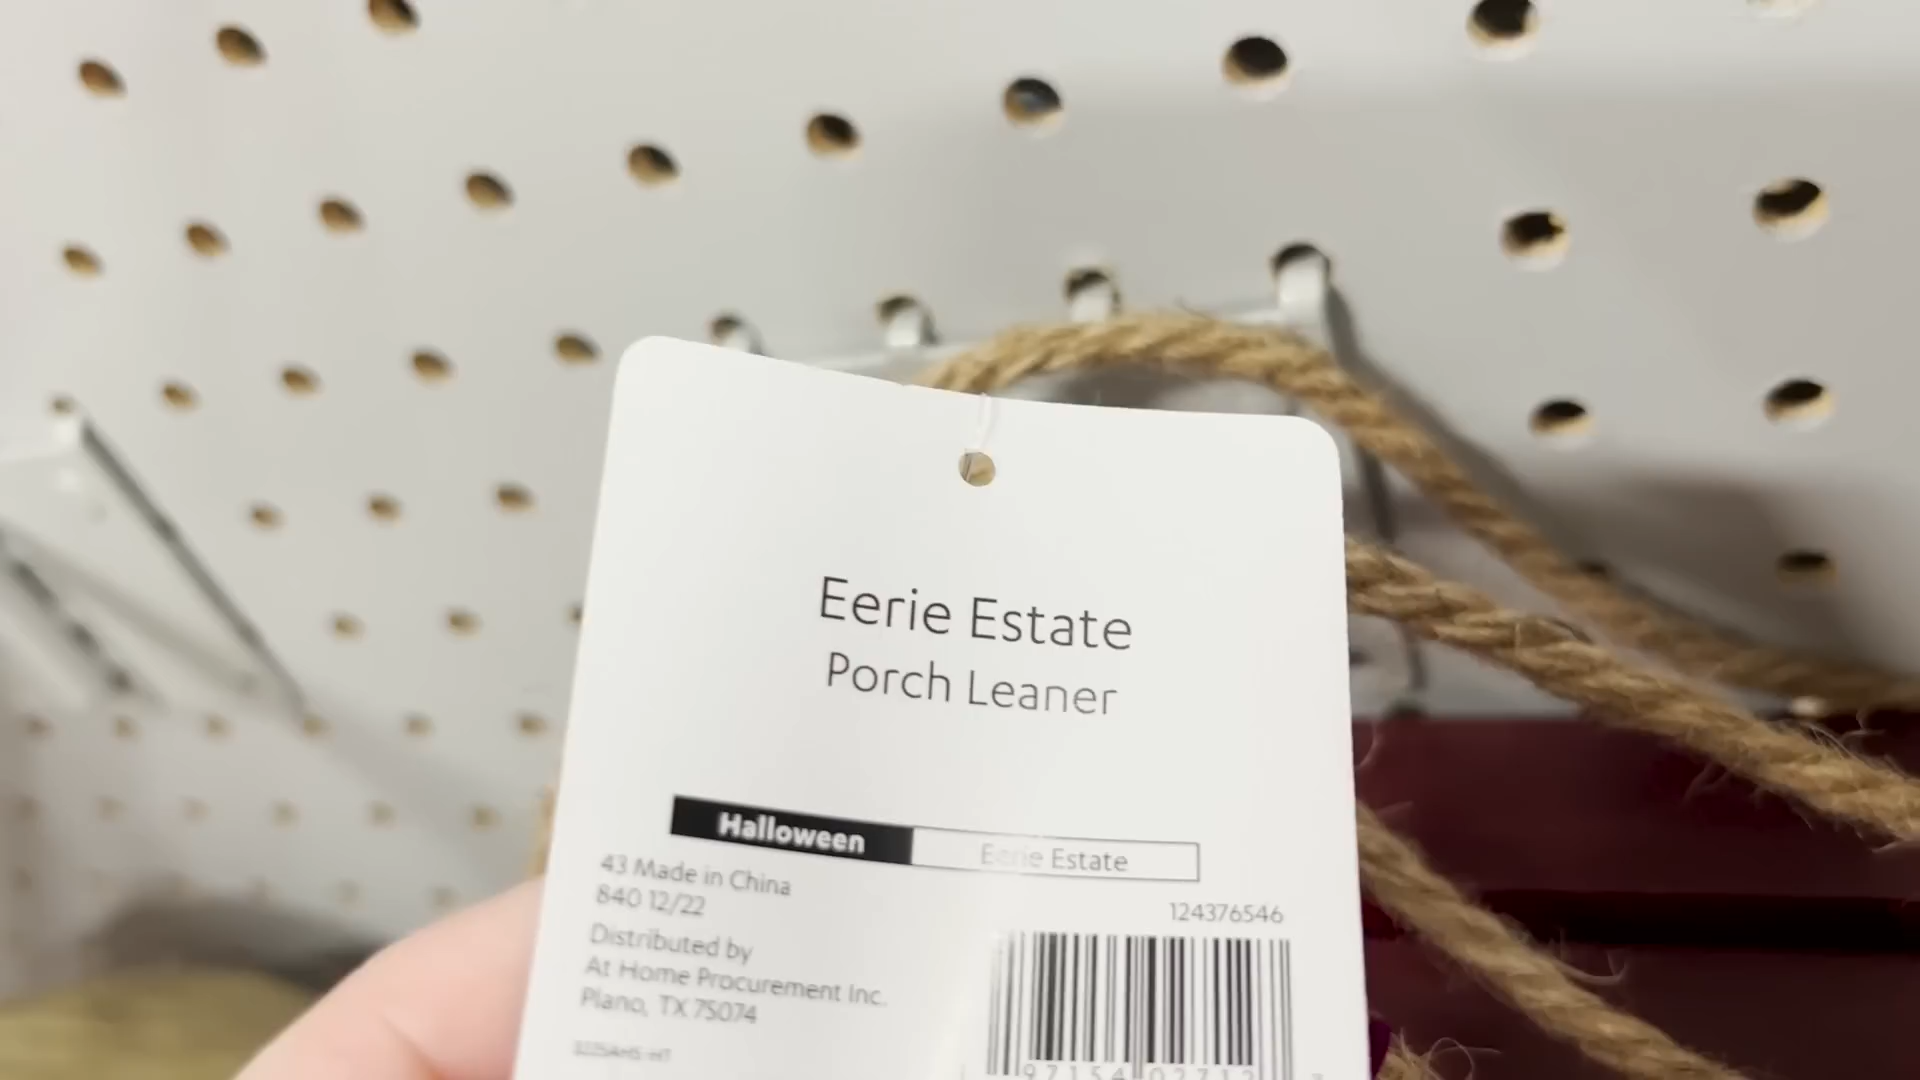 Eerie Estate
Porch Leaner
Halloween Eerie Estate
43 Made in China
840 12/22
124376546
Distributed by
At Home Procurement Inc.
Plano, TX 75074